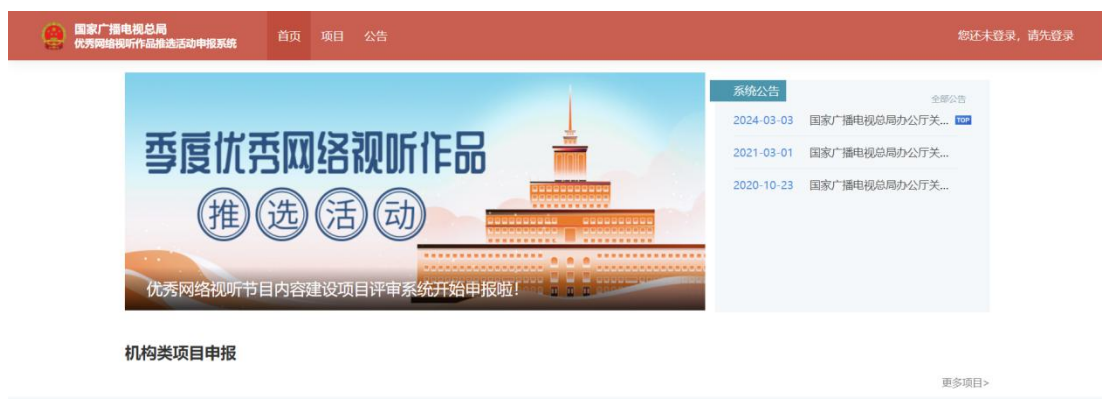 国家广播电视总局
优秀网络视听作品推选活动申报系统
首页 项目 公告
您还未登录，请先登录
季度优秀网络视听作品
推选活动
优秀网络视听节目内容建设项目评审系统开始申报啦！
系统公告
全部公告
2024-03-03 国家广播电视总局办公厅关... TOP
2021-03-01 国家广播电视总局办公厅关...
2020-10-23 国家广播电视总局办公厅关...
机构类项目申报
更多项目>